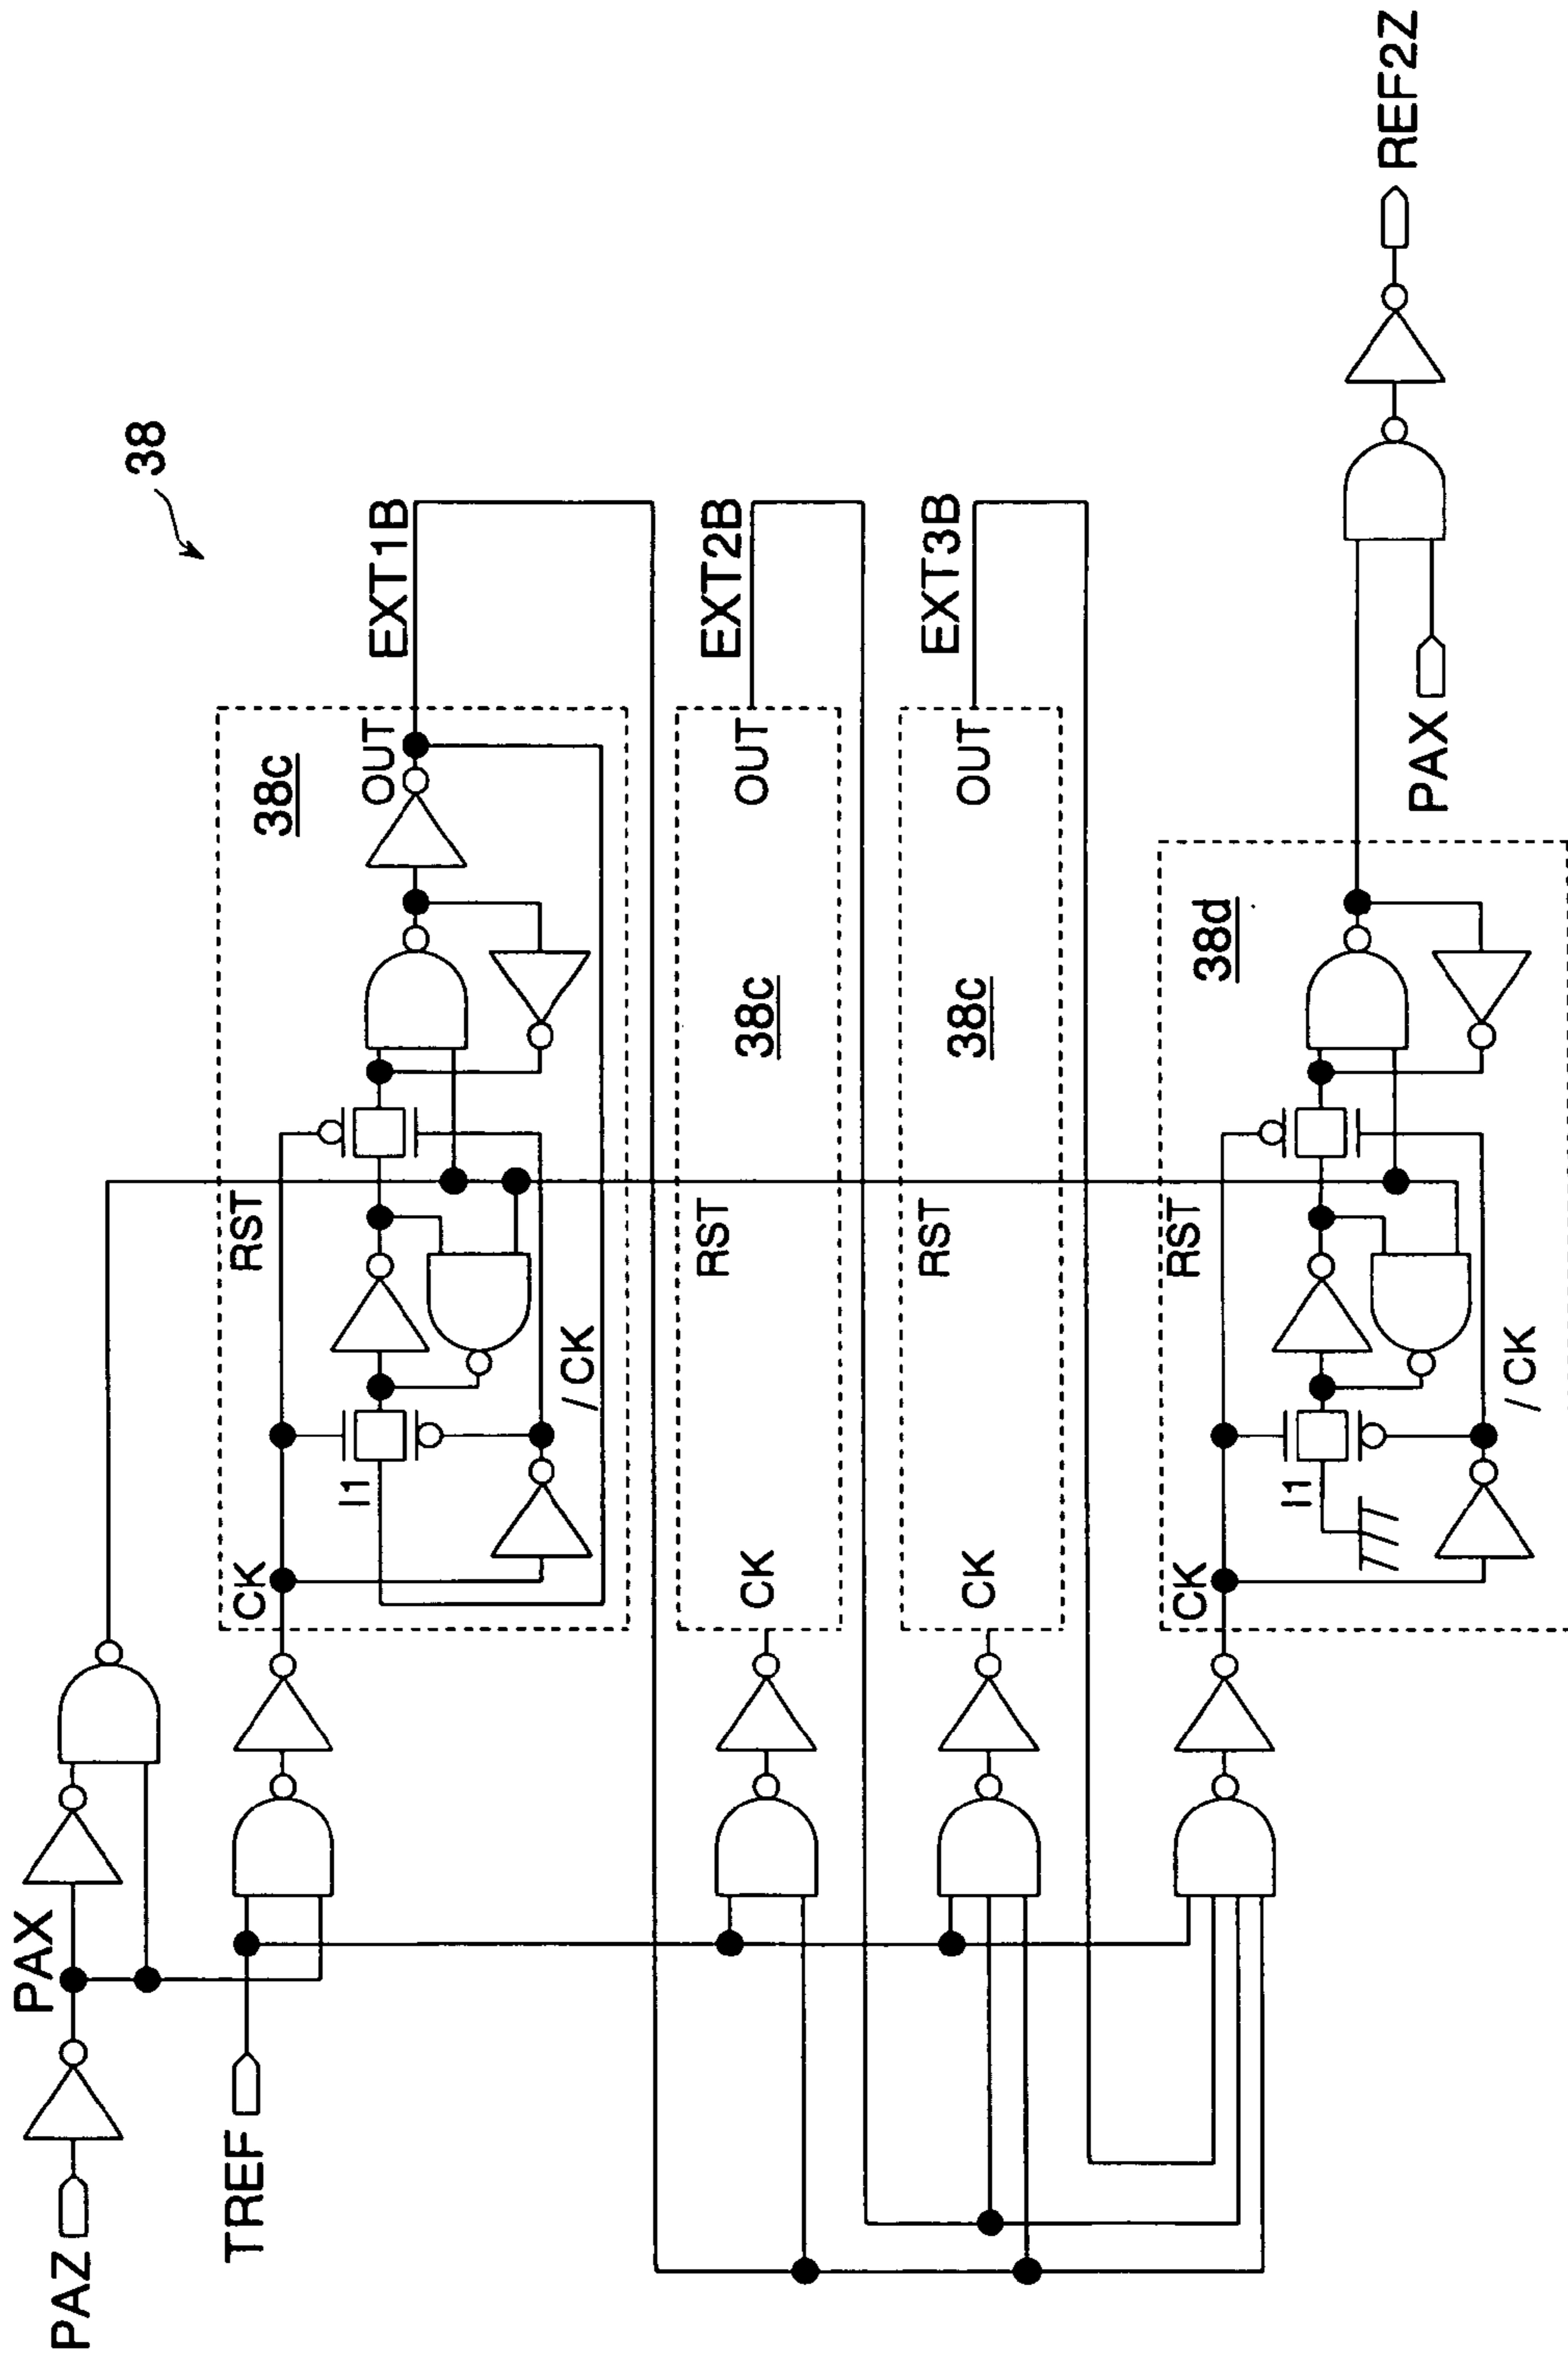 38
PAZ
PAX
TREF
CK
RST
38c
OUT
EXT1B
I1
/CK
CK
RST
38c
OUT
EXT2B
CK
RST
38c
OUT
EXT3B
CK
RST
38d
I1
/CK
PAX
REF2Z